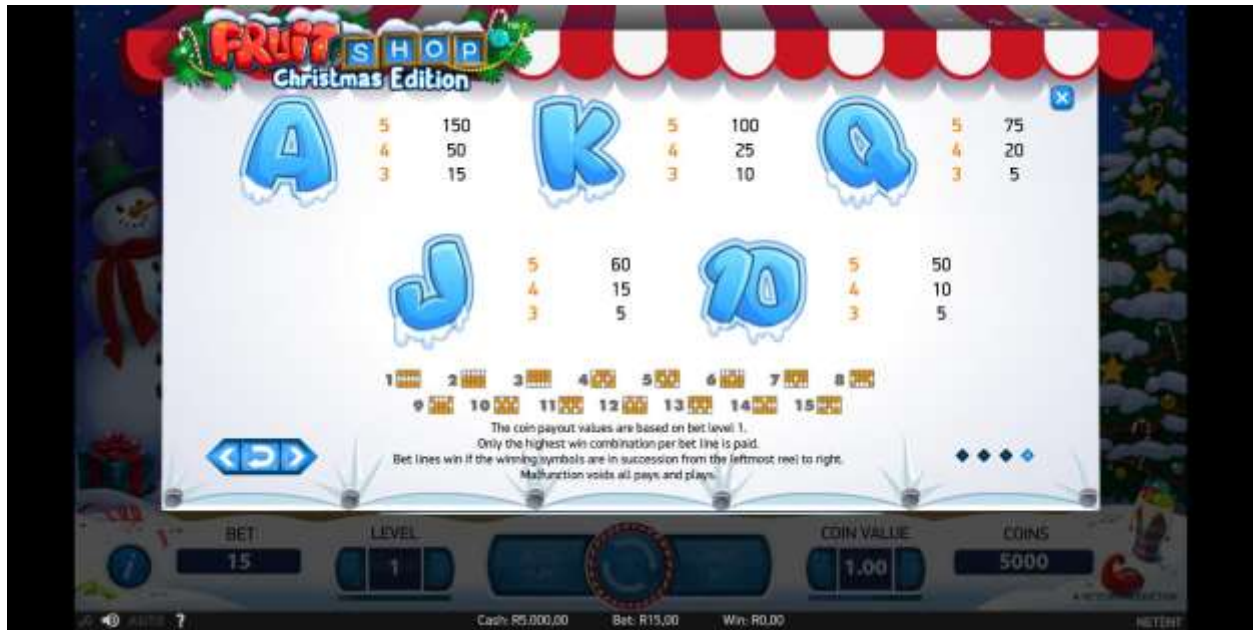 FRUIT SHOP
Christmas Edition
A 5 150 K 5 100 Q 5 75
4 50 4 25 4 20
3 15 3 10 3 5
J 5 60 10 5 50
4 15 4 10
3 5 3 5
1 2 3 4 5 6 7 8
9 10 11 12 13 14 15
The coin payout values are based on bet level 1.
Only the highest win combination per bet line is paid.
Bet lines win if the winning symbols are in succession from the leftmost reel to right.
Malfunction voids all pays and plays.
BET LEVEL COIN VALUE COINS
15 1 1.00 5000
Cash: R5.000,00 Bet: R15,00 Win: R0,00 NETENT